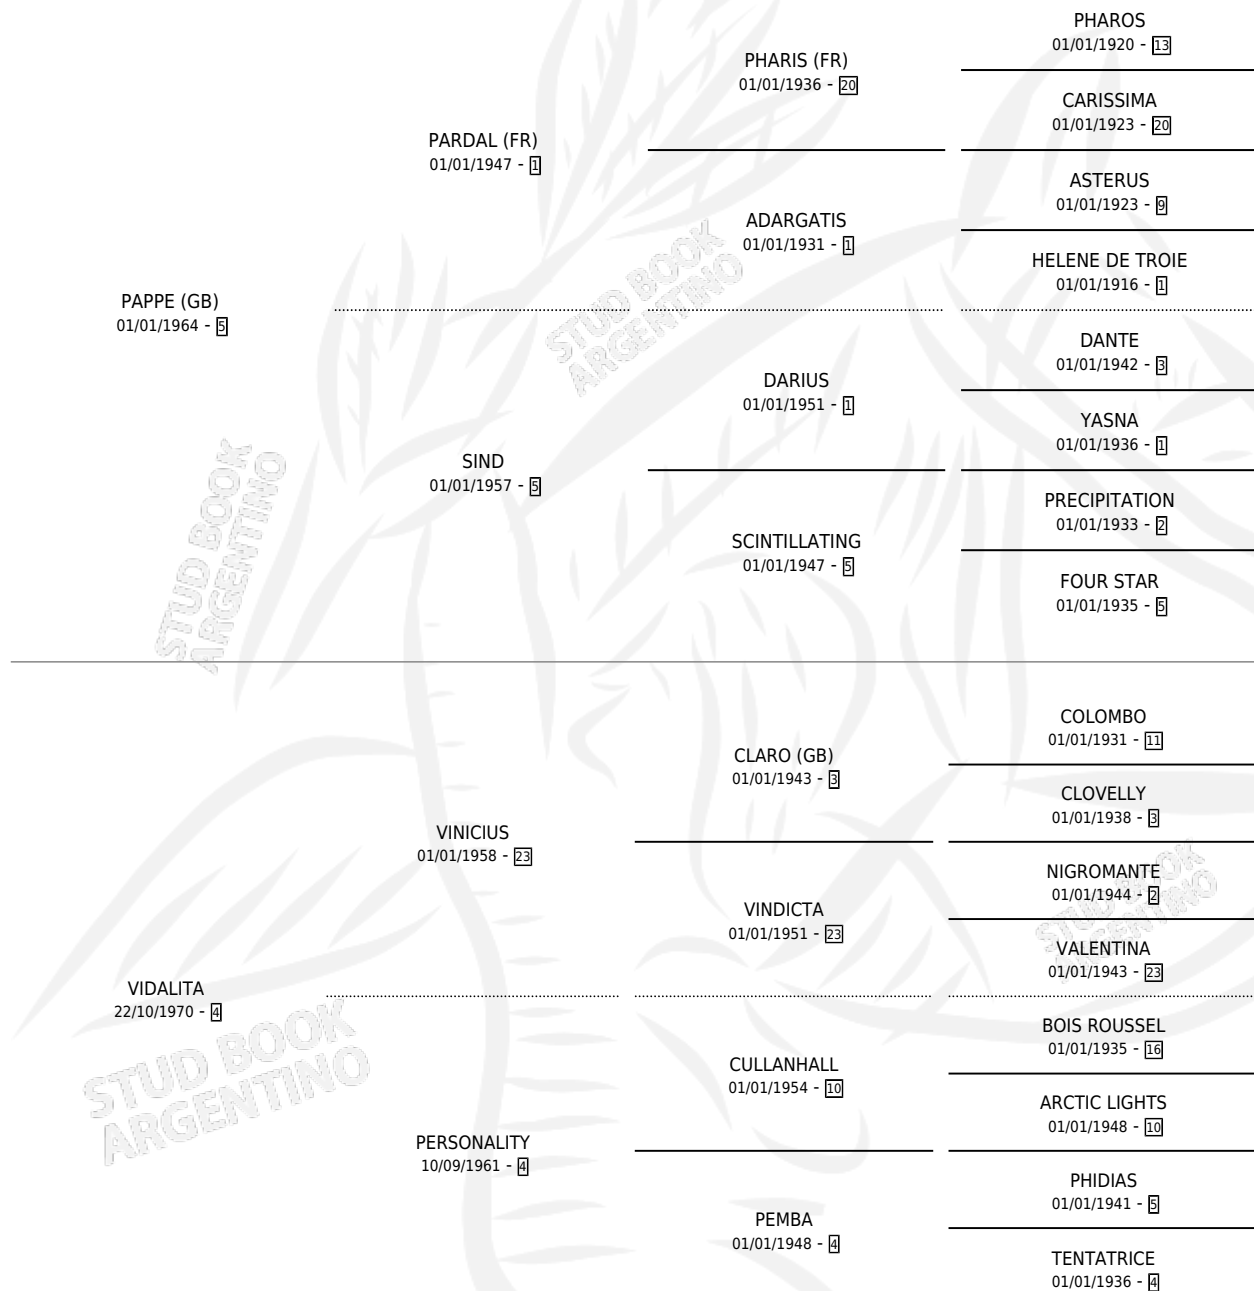 PHAROS
01/01/1920 - 13
PHARIS (FR)
01/01/1936 - 20
CARISSIMA
01/01/1923 - 20
PARDAL (FR)
01/01/1947 - 1
ASTERUS
01/01/1923 - 9
ADARGATIS
01/01/1931 - 1
HELENE DE TROIE
01/01/1916 - 1
PAPPE (GB)
01/01/1964 - 5
DANTE
01/01/1942 - 3
DARIUS
01/01/1951 - 1
YASNA
01/01/1936 - 1
SIND
01/01/1957 - 5
PRECIPITATION
01/01/1933 - 2
SCINTILLATING
01/01/1947 - 5
FOUR STAR
01/01/1935 - 5
COLOMBO
01/01/1931 - 11
CLARO (GB)
01/01/1943 - 3
CLOVELLY
01/01/1938 - 3
VINICIUS
01/01/1958 - 23
NIGROMANTE
01/01/1944 - 2
VINDICTA
01/01/1951 - 23
VALENTINA
01/01/1943 - 23
VIDALITA
22/10/1970 - 4
BOIS ROUSSEL
01/01/1935 - 16
CULLANHALL
01/01/1954 - 10
ARCTIC LIGHTS
01/01/1948 - 10
PERSONALITY
10/09/1961 - 4
PHIDIAS
01/01/1941 - 5
PEMBA
01/01/1948 - 4
TENTATRICE
01/01/1936 - 4
STUD BOOK
ARGENTINO
STUD BOOK
ARGENTINO
STUD BOOK
ARGENTINO
STUD BOOK
ARGENTINO